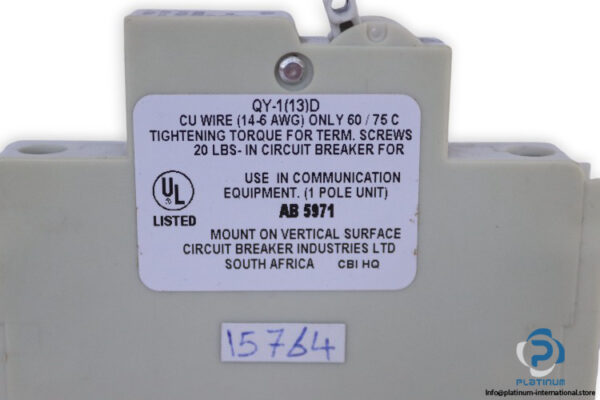 QY-1(13)D
CU WIRE (14-6 AWG) ONLY 60 / 75 C
TIGHTENING TORQUE FOR TERM. SCREWS
20 LBS- IN CIRCUIT BREAKER FOR
USE IN COMMUNICATION
EQUIPMENT. (1 POLE UNIT)
UL
LISTED
AB 5971
MOUNT ON VERTICAL SURFACE
CIRCUIT BREAKER INDUSTRIES LTD
SOUTH AFRICA CBI HQ
15764
PLATINUM
info@platinum-international.store